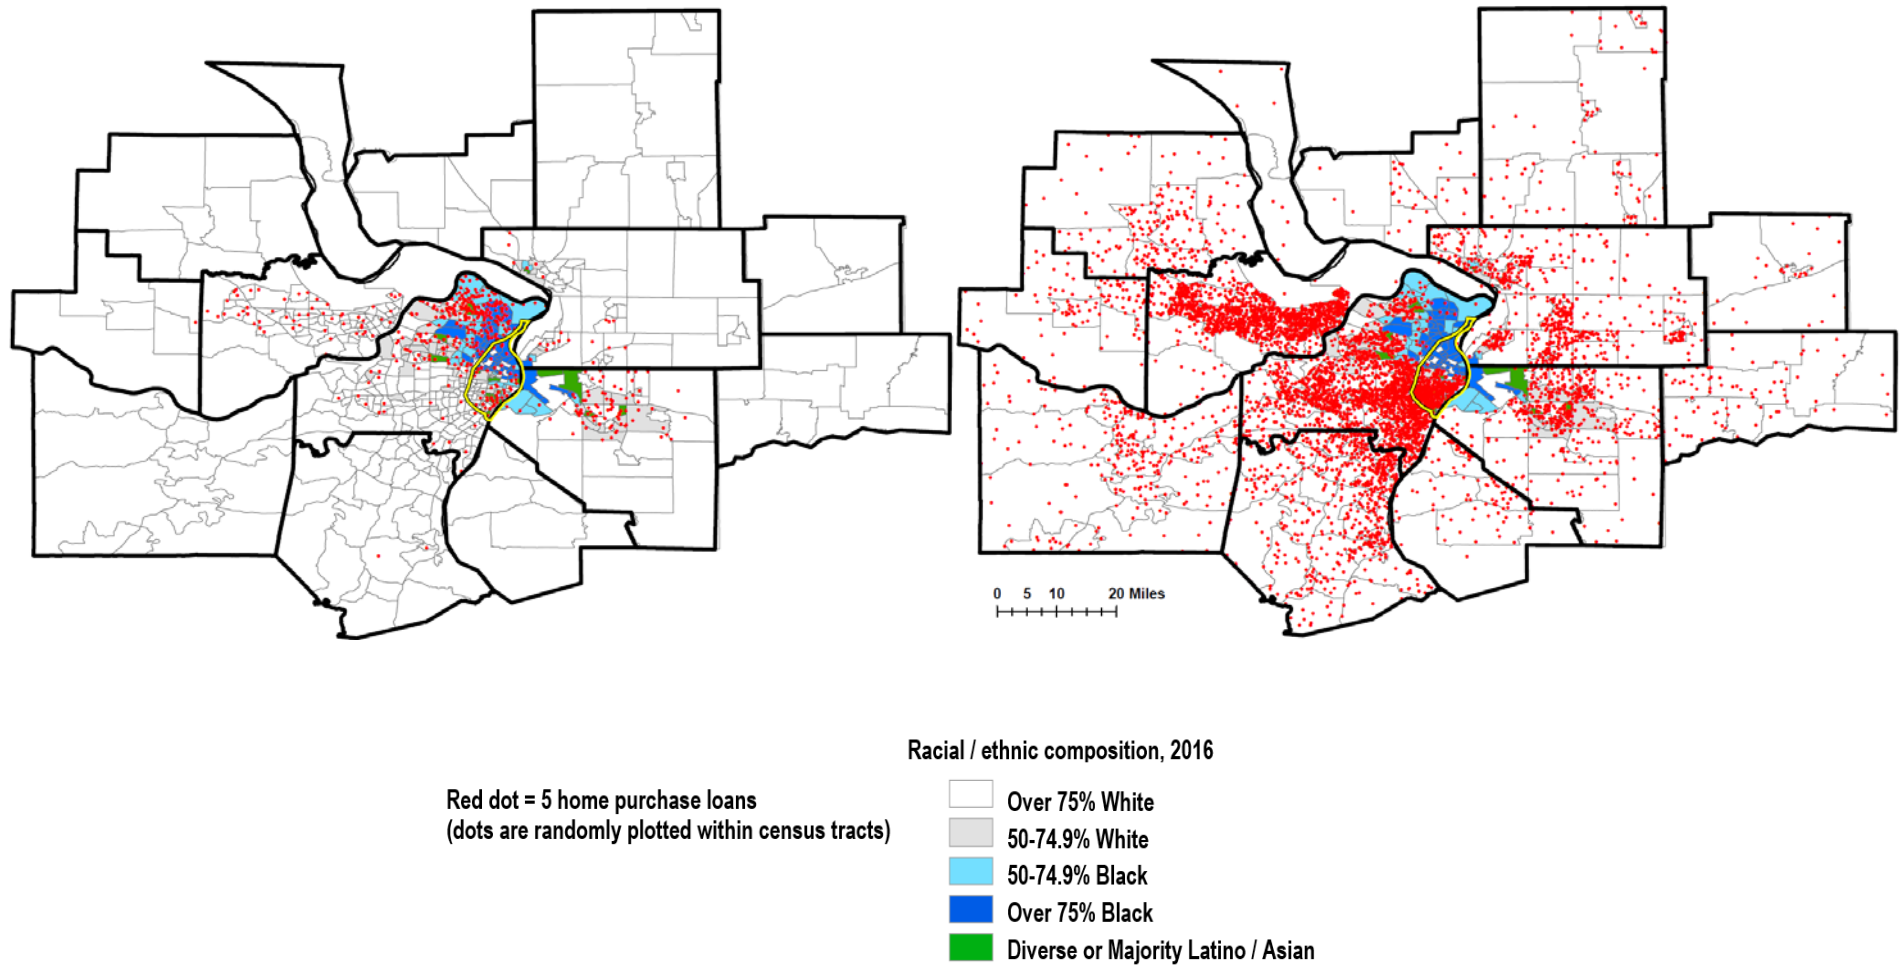 0 5 10 20 Miles
Racial / ethnic composition, 2016
Red dot = 5 home purchase loans
(dots are randomly plotted within census tracts)
Over 75% White
50-74.9% White
50-74.9% Black
Over 75% Black
Diverse or Majority Latino / Asian